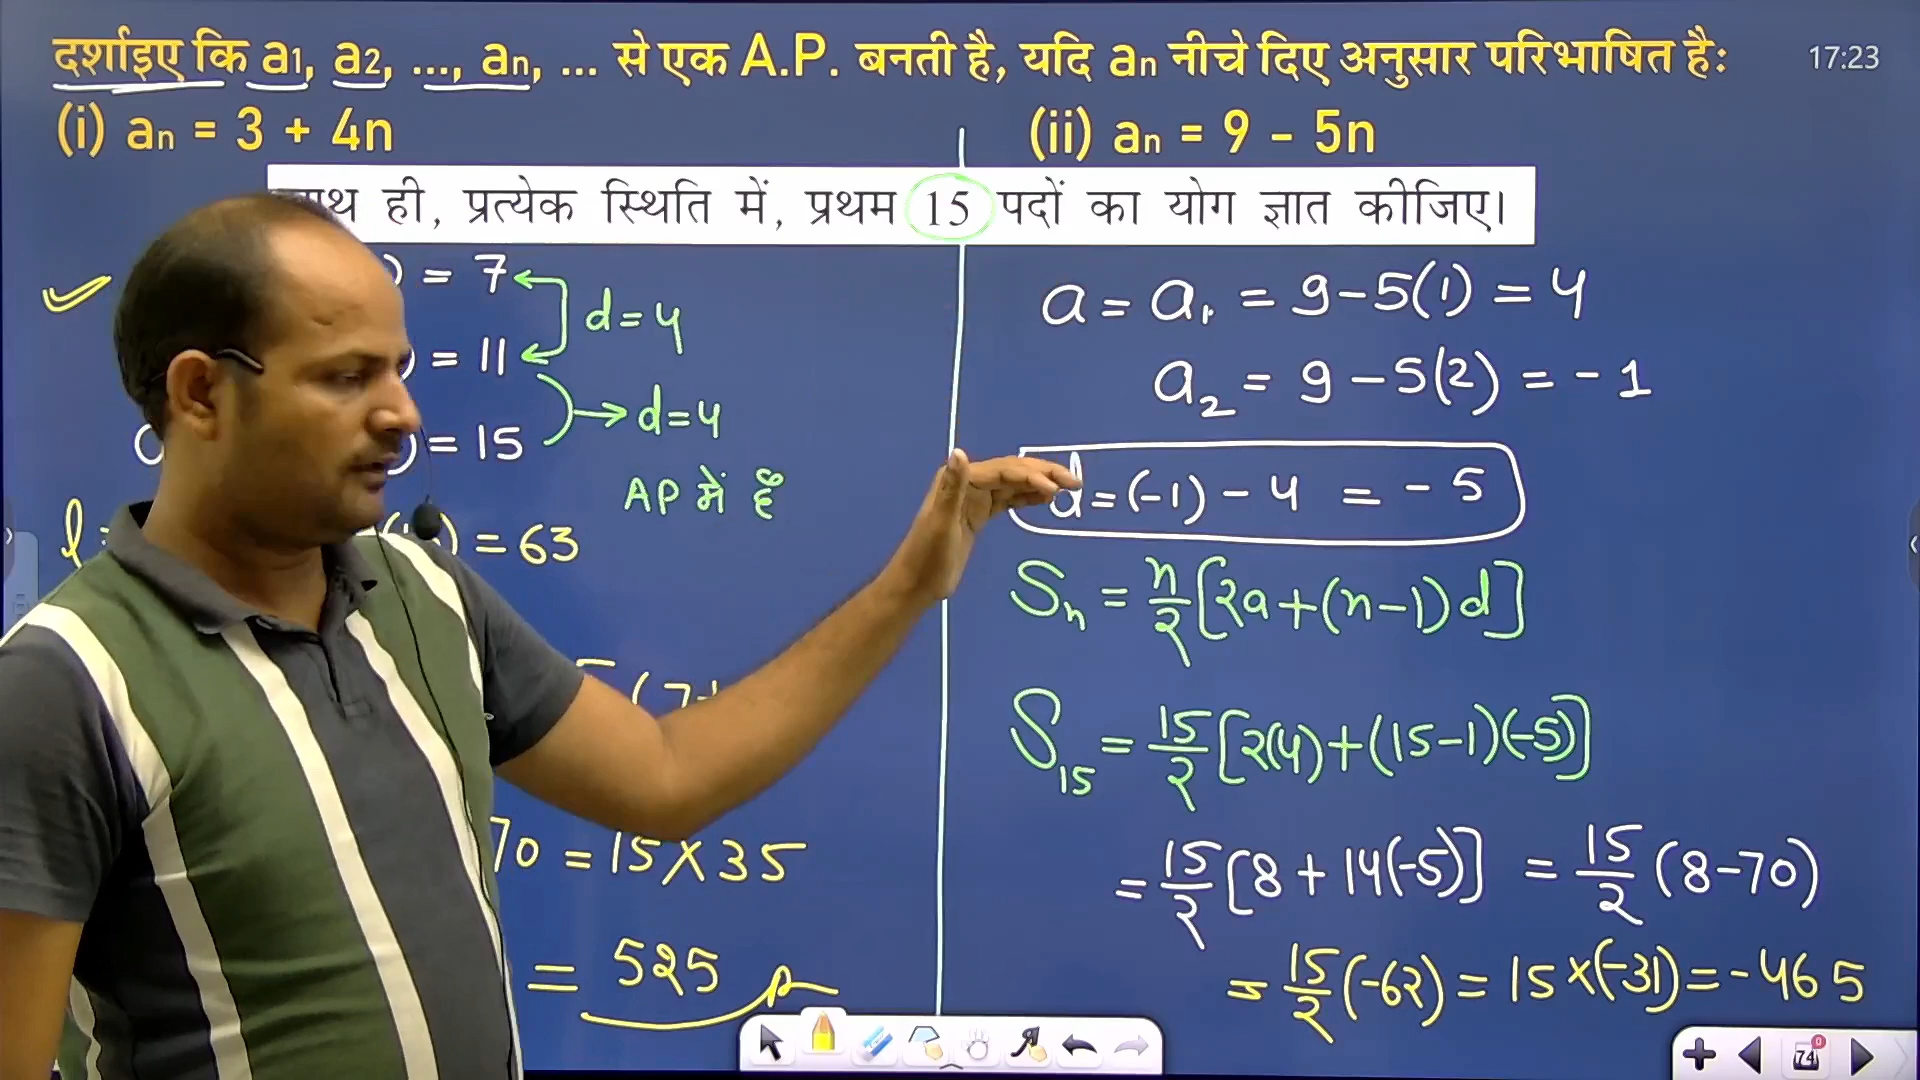 दर्शाइए कि a1, a2, ..., an, ... से एक A.P. बनती है, यदि an नीचे दिए अनुसार परिभाषित है:
17:23
(i) an = 3 + 4n
(ii) an = 9 - 5n
ही, प्रत्येक स्थिति में, प्रथम 15 पदों का योग ज्ञात कीजिए।
) = 7
d = 4
) = 11
d = 4
) = 15
AP में हैं
l =
) = 63
(7+
70 = 15 × 35
= 525
a = a₁ = 9 - 5(1) = 4
a₂ = 9 - 5(2) = -1
d = (-1) - 4 = -5
Sn = n/2 [2a + (n-1)d]
S₁₅ = 15/2 [2(4) + (15-1)(-5)]
= 15/2 [8 + 14(-5)] = 15/2 (8-70)
= 15/2 (-62) = 15 × (-31) = -465
74
0